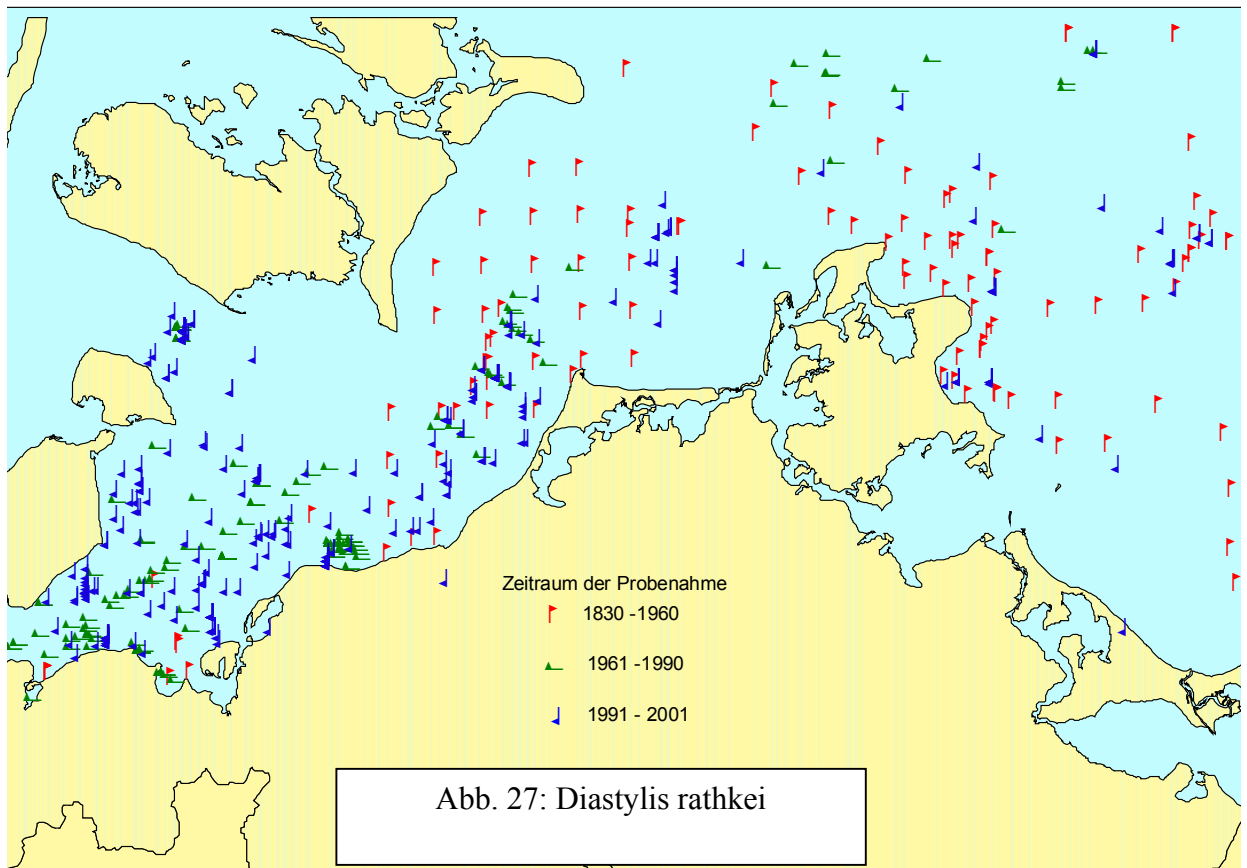 Zeitraum der Probenahme
1830 -1960
1961 -1990
1991 - 2001
Abb. 27: Diastylis rathkei